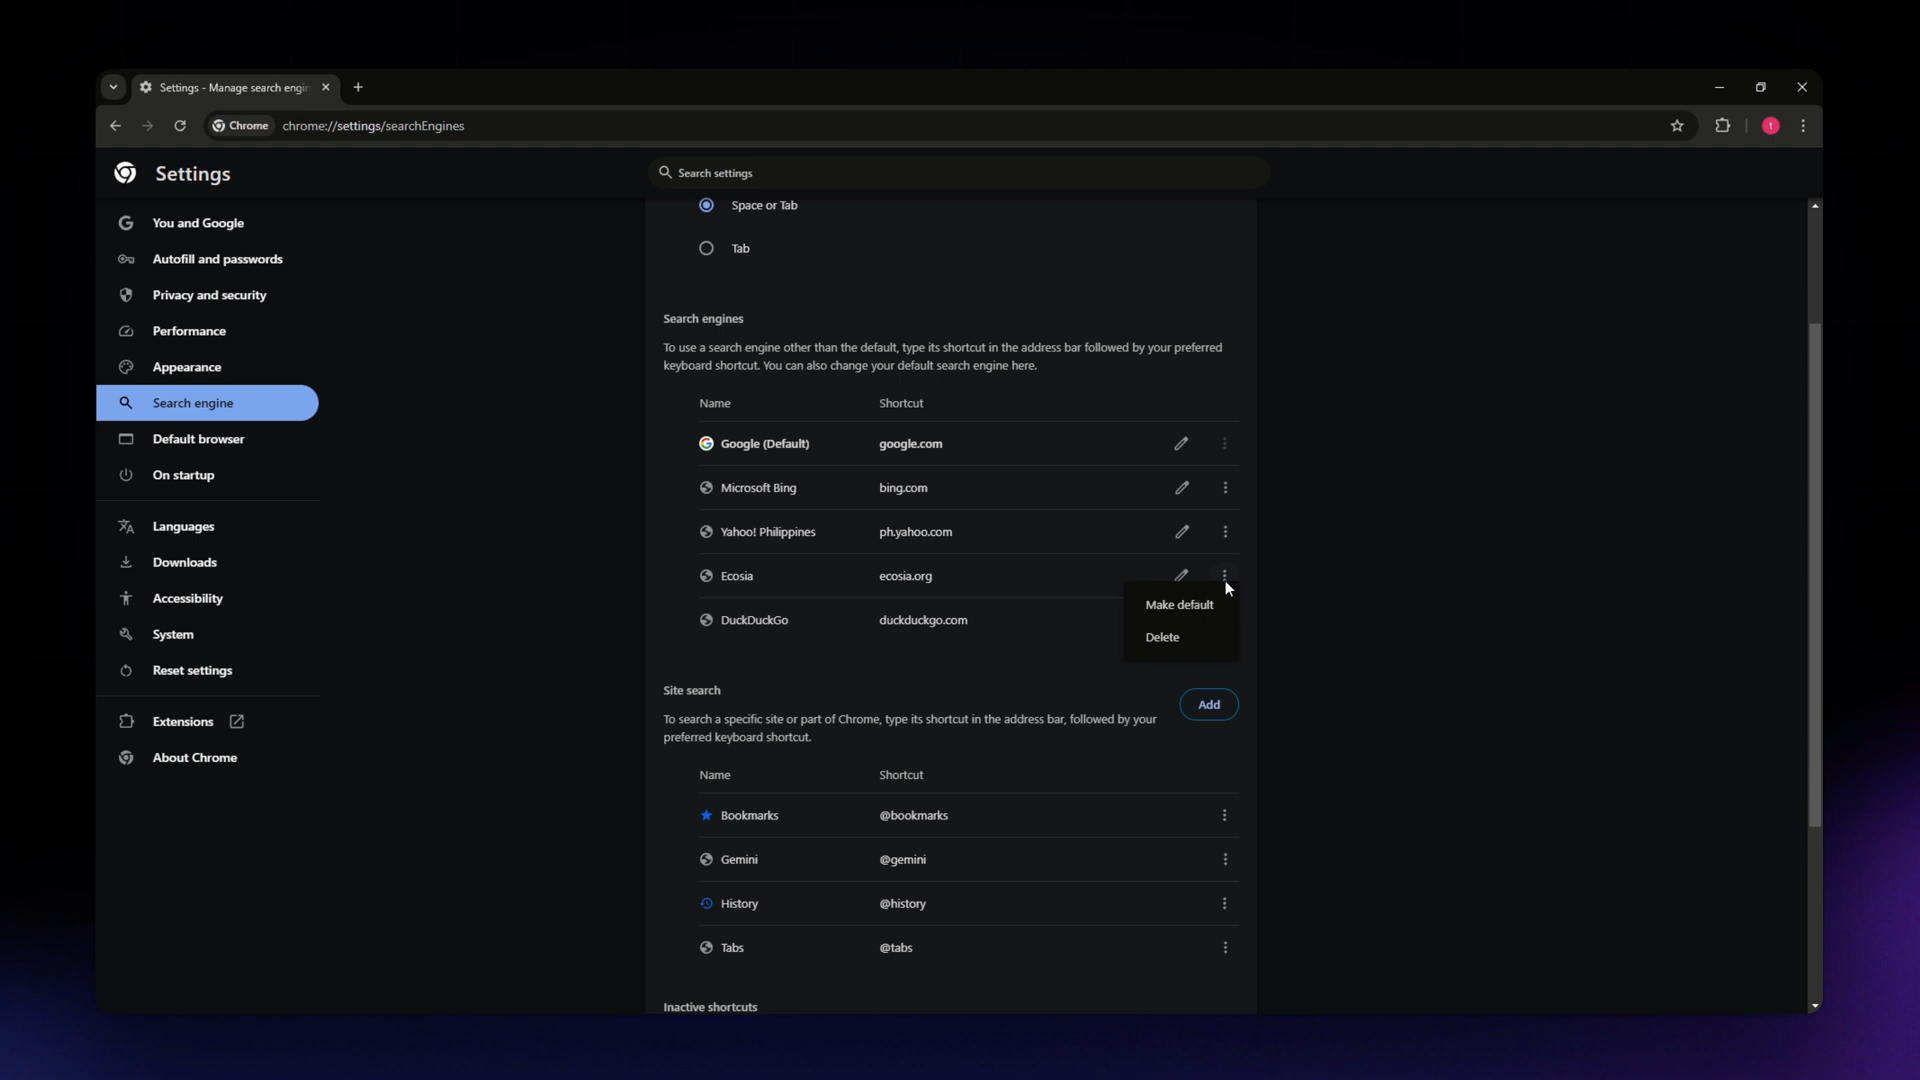 Settings - Manage search engin
Chrome
chrome://settings/searchEngines
t
Settings
Search settings
You and Google
Autofill and passwords
Privacy and security
Performance
Appearance
Search engine
Default browser
On startup
Languages
Downloads
Accessibility
System
Reset settings
Extensions
About Chrome
Space or Tab
Tab
Search engines
To use a search engine other than the default, type its shortcut in the address bar followed by your preferred
keyboard shortcut. You can also change your default search engine here.
Name Shortcut
Google (Default) google.com
Microsoft Bing bing.com
Yahoo! Philippines ph.yahoo.com
Ecosia ecosia.org
Make default
DuckDuckGo duckduckgo.com
Delete
Site search
Add
To search a specific site or part of Chrome, type its shortcut in the address bar, followed by your
preferred keyboard shortcut.
Name Shortcut
Bookmarks @bookmarks
Gemini @gemini
History @history
Tabs @tabs
Inactive shortcuts